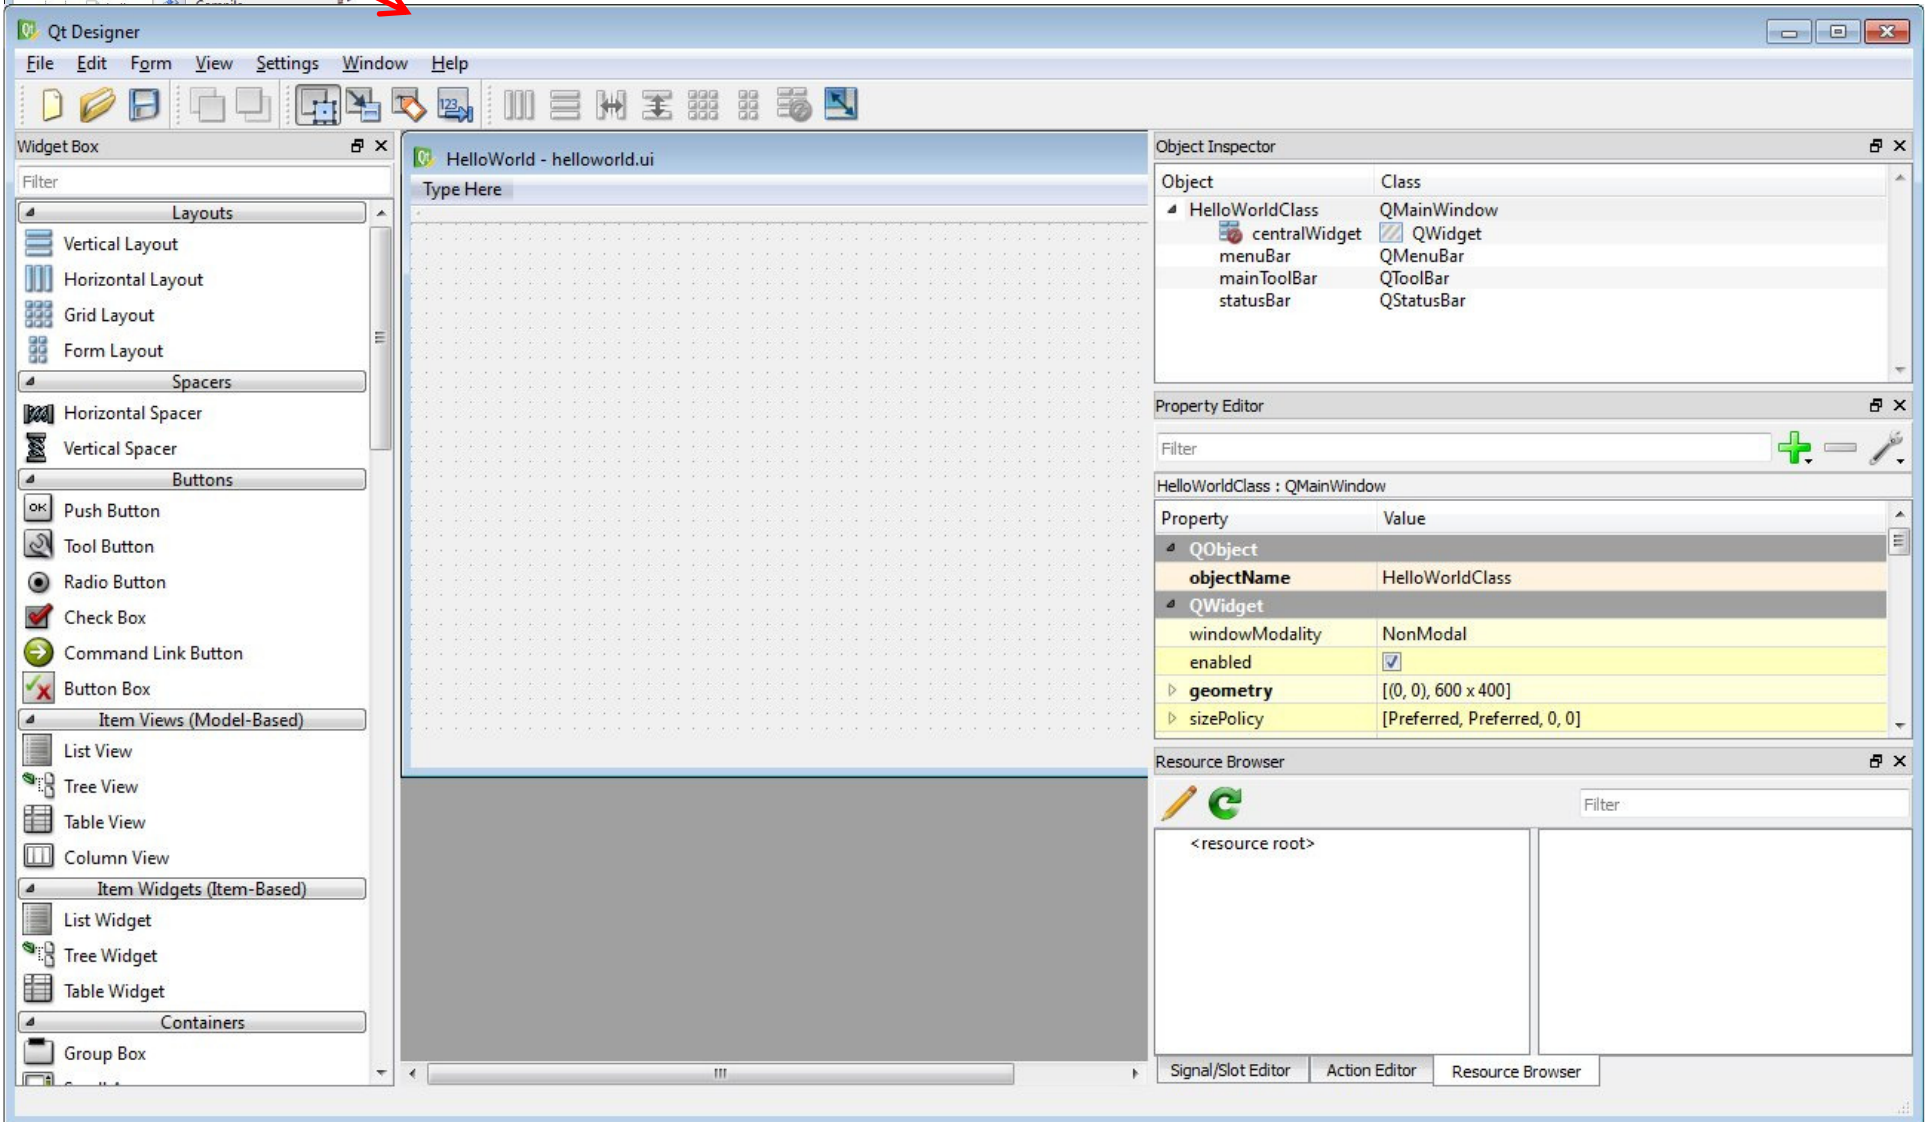 Compile
Qt Designer
File Edit Form View Settings Window Help
Widget Box
Filter
Layouts
Vertical Layout
Horizontal Layout
Grid Layout
Form Layout
Spacers
Horizontal Spacer
Vertical Spacer
Buttons
OK Push Button
Tool Button
Radio Button
Check Box
Command Link Button
Button Box
Item Views (Model-Based)
List View
Tree View
Table View
Column View
Item Widgets (Item-Based)
List Widget
Tree Widget
Table Widget
Containers
Group Box
HelloWorld - helloworld.ui
Type Here
Object Inspector
Object Class
HelloWorldClass QMainWindow
centralWidget QWidget
menuBar QMenuBar
mainToolBar QToolBar
statusBar QStatusBar
Property Editor
Filter
HelloWorldClass : QMainWindow
Property Value
QObject
objectName HelloWorldClass
QWidget
windowModality NonModal
enabled
geometry [(0, 0), 600 x 400]
sizePolicy [Preferred, Preferred, 0, 0]
Resource Browser
Filter
<resource root>
Signal/Slot Editor Action Editor Resource Browser